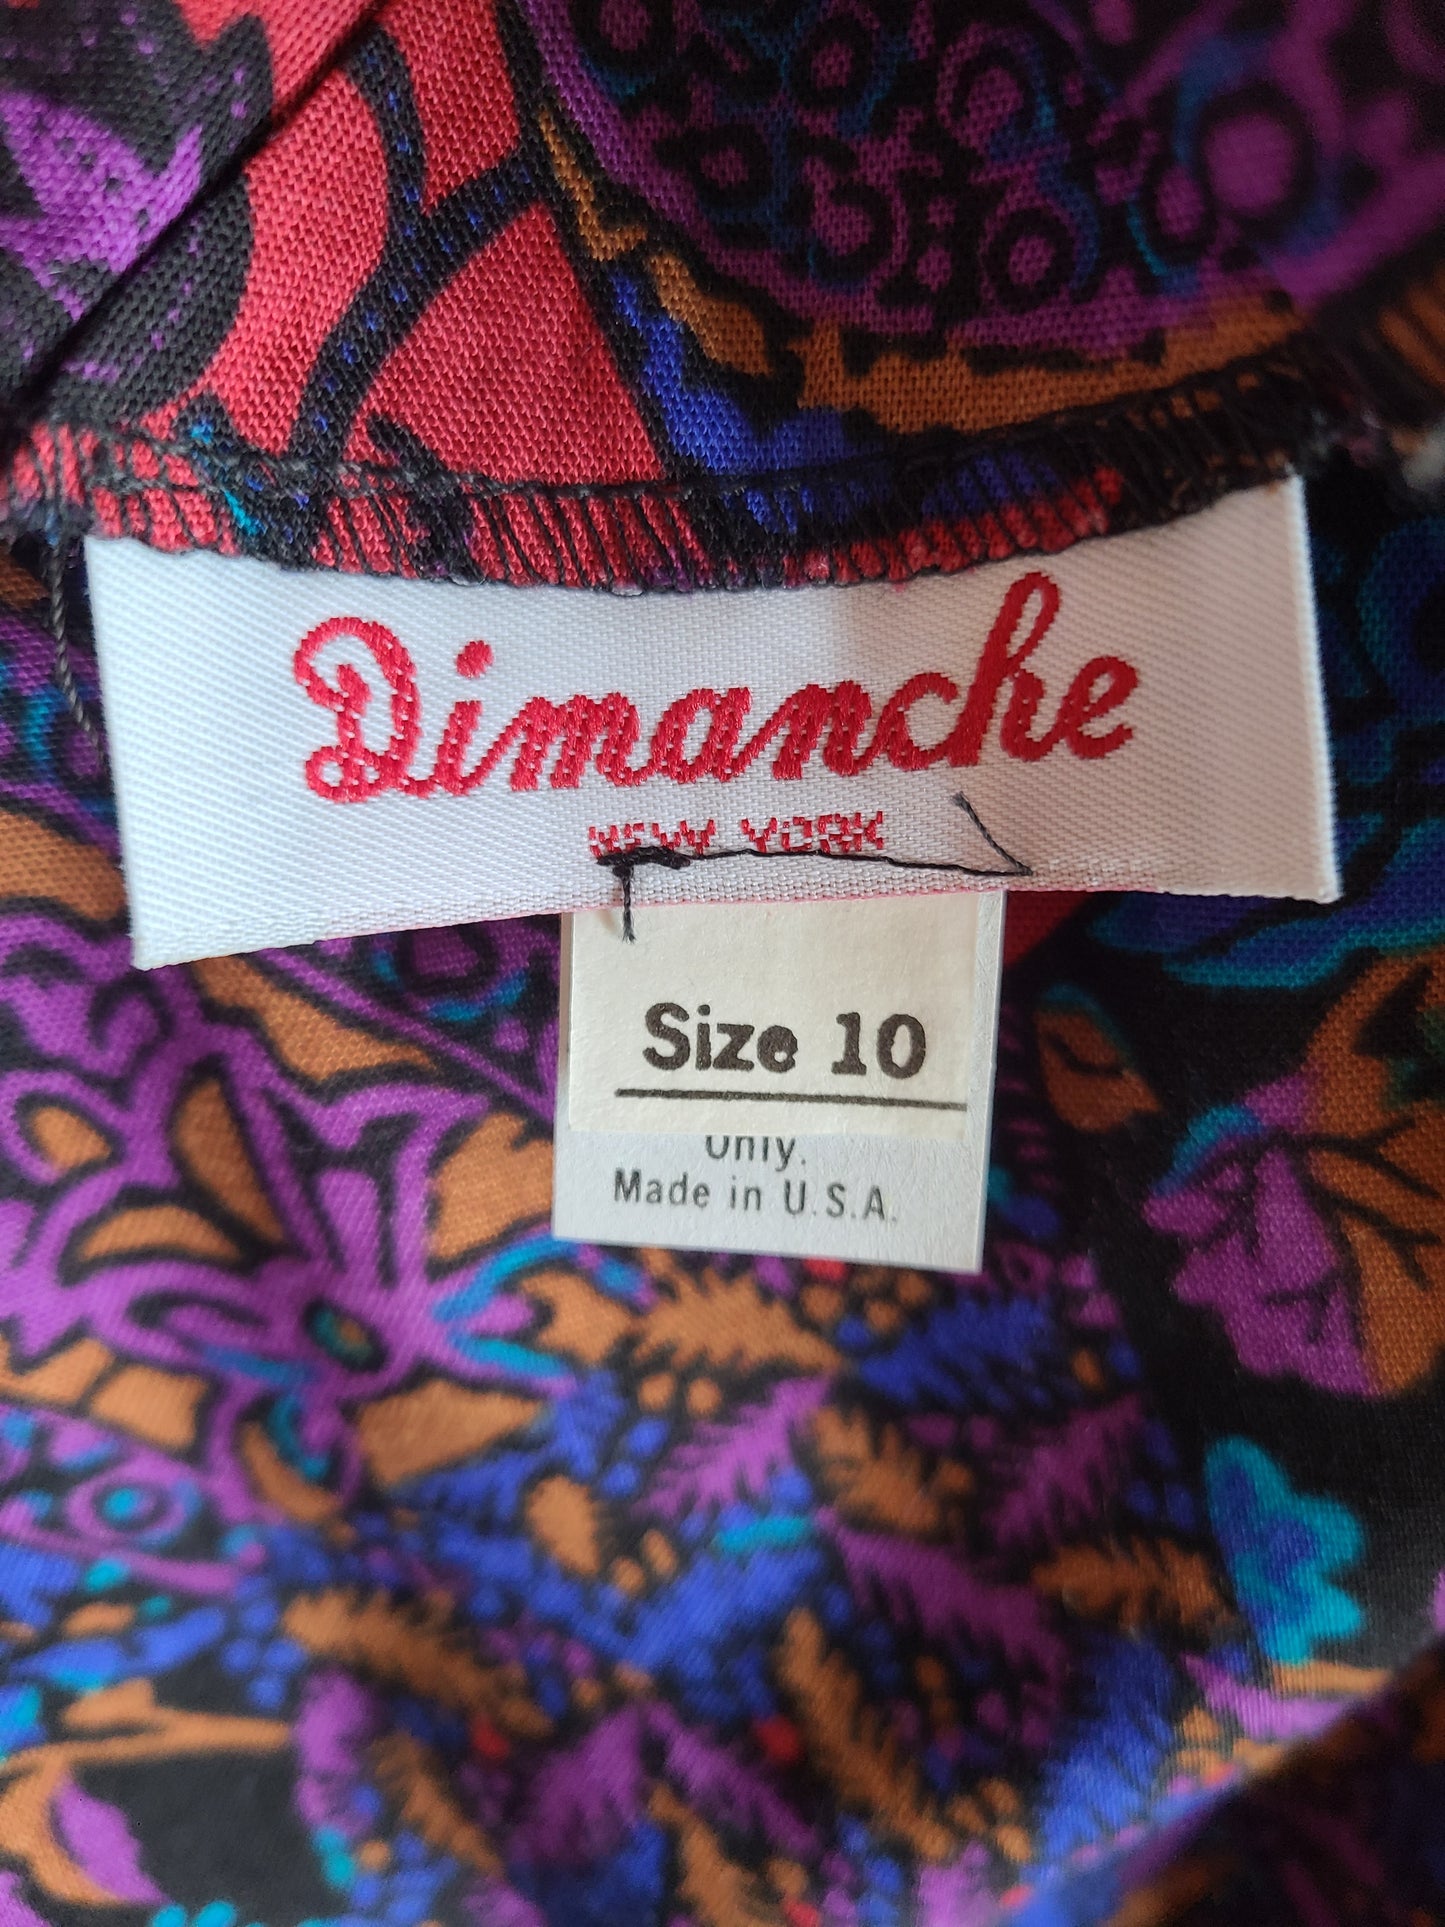 Dimanche
NEW YORK
Size 10
Only.
Made in U.S.A.